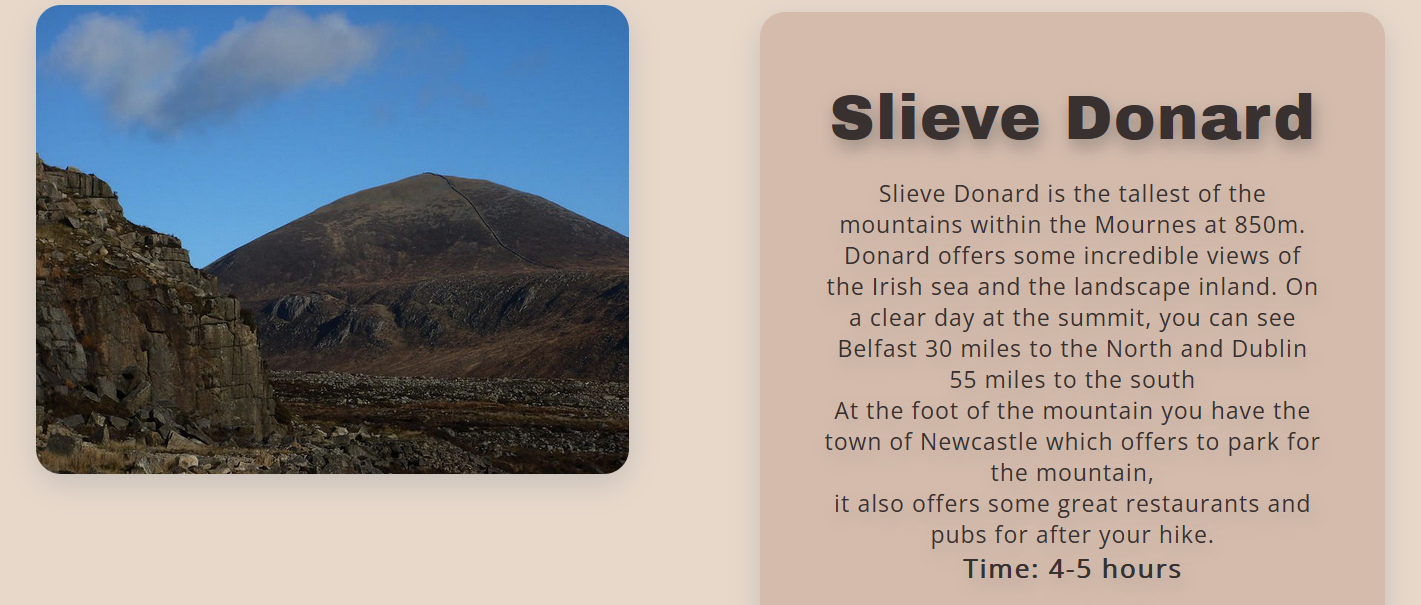 Slieve Donard
Slieve Donard is the tallest of the
mountains within the Mournes at 850m.
Donard offers some incredible views of
the Irish sea and the landscape inland. On
a clear day at the summit, you can see
Belfast 30 miles to the North and Dublin
55 miles to the south
At the foot of the mountain you have the
town of Newcastle which offers to park for
the mountain,
it also offers some great restaurants and
pubs for after your hike.
Time: 4-5 hours